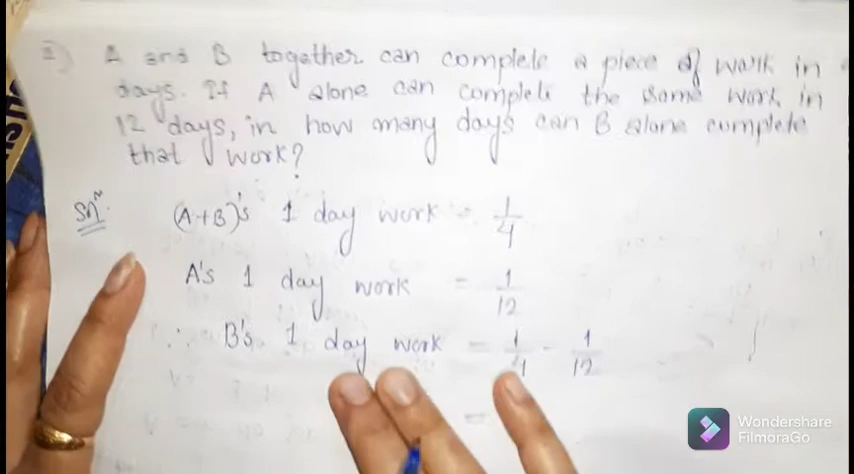 2) A and B together can complete a piece of work in
days. If A alone can complete the same work in
12 days, in how many days can B alone complete
that work?
Solⁿ. (A+B)'s 1 day work = 1/4
A's 1 day work = 1/12
∴ B's 1 day work = 1/4 - 1/12
=
Wondershare
FilmoraGo